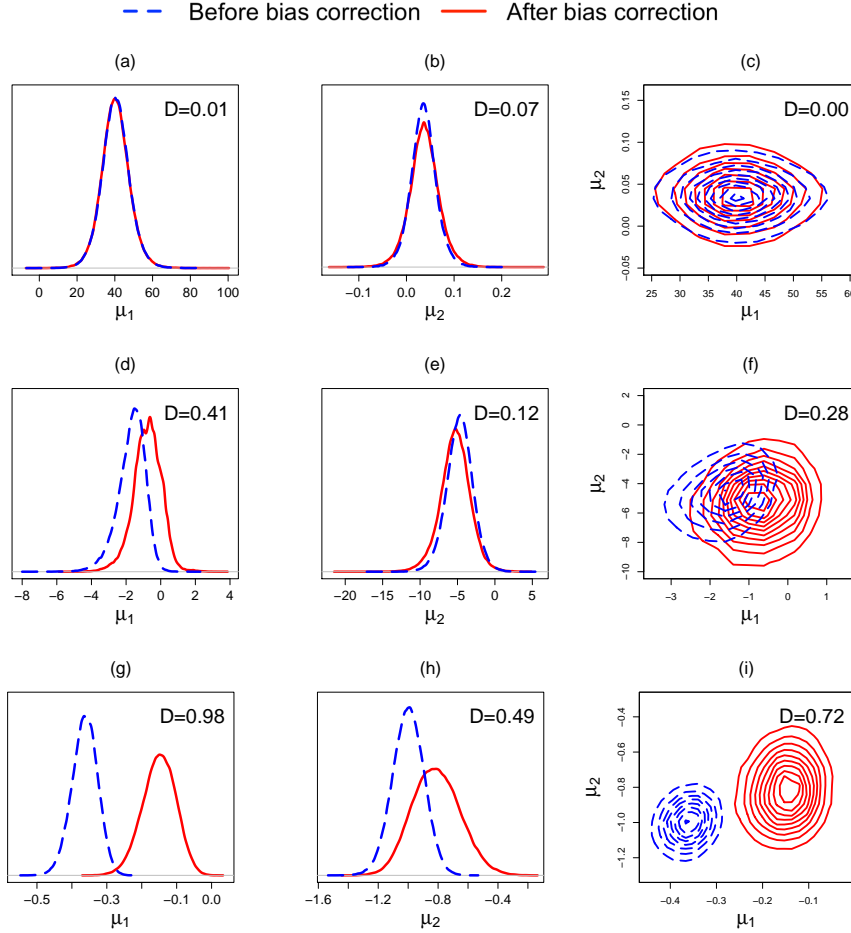 Before bias correction After bias correction
(a)
D=0.01
0 20 40 60 80 100
μ1
(b)
D=0.07
−0.1 0.0 0.1 0.2
μ2
(c)
D=0.00
0.15
0.10
0.05
0.00
−0.05
μ2
25 30 35 40 45 50 55 60
μ1
(d)
D=0.41
−8 −6 −4 −2 0 2 4
μ1
(e)
D=0.12
−20 −15 −10 −5 0 5
μ2
(f)
D=0.28
2
0
−2
−4
−6
−8
−10
μ2
−3 −2 −1 0 1
μ1
(g)
D=0.98
−0.5 −0.3 −0.1 0.0
μ1
(h)
D=0.49
−1.6 −1.2 −0.8 −0.4
μ2
(i)
D=0.72
−0.4
−0.6
−0.8
−1.0
−1.2
μ2
−0.4 −0.3 −0.2 −0.1
μ1